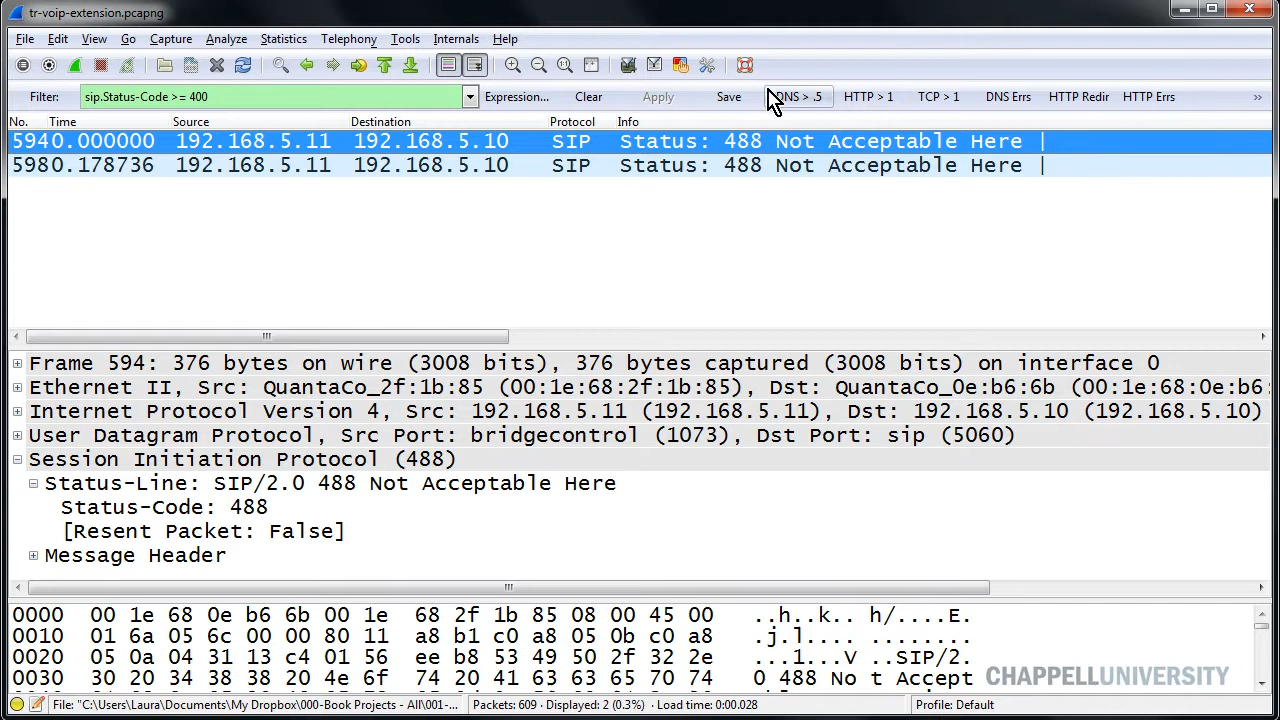 tr-voip-extension.pcapng
File Edit View Go Capture Analyze Statistics Telephony Tools Internals Help
Filter: sip.Status-Code >= 400 Expression... Clear Apply Save DNS > .5 HTTP > 1 TCP > 1 DNS Errs HTTP Redir HTTP Errs »
No. Time Source Destination Protocol Info
594 0.000000 192.168.5.11 192.168.5.10 SIP Status: 488 Not Acceptable Here |
598 0.178736 192.168.5.11 192.168.5.10 SIP Status: 488 Not Acceptable Here |
Frame 594: 376 bytes on wire (3008 bits), 376 bytes captured (3008 bits) on interface 0
Ethernet II, Src: QuantaCo_2f:1b:85 (00:1e:68:2f:1b:85), Dst: QuantaCo_0e:b6:6b (00:1e:68:0e:b6:
Internet Protocol Version 4, Src: 192.168.5.11 (192.168.5.11), Dst: 192.168.5.10 (192.168.5.10)
User Datagram Protocol, Src Port: bridgecontrol (1073), Dst Port: sip (5060)
Session Initiation Protocol (488)
Status-Line: SIP/2.0 488 Not Acceptable Here
Status-Code: 488
[Resent Packet: False]
Message Header
0000 00 1e 68 0e b6 6b 00 1e 68 2f 1b 85 08 00 45 00 ..h..k.. h/....E.
0010 01 6a 05 6c 00 00 80 11 a8 b1 c0 a8 05 0b c0 a8 .j.l.... ........
0020 05 0a 04 31 13 c4 01 56 ee b8 53 49 50 2f 32 2e ...1...V ..SIP/2.
0030 30 20 34 38 38 20 4e 6f 74 20 41 63 63 65 70 74 0 488 No t Accept
CHAPPELLUNIVERSITY
File: "C:\Users\Laura\Documents\My Dropbox\000-Book Projects - All\001-... Packets: 609 · Displayed: 2 (0.3%) · Load time: 0:00.028 Profile: Default